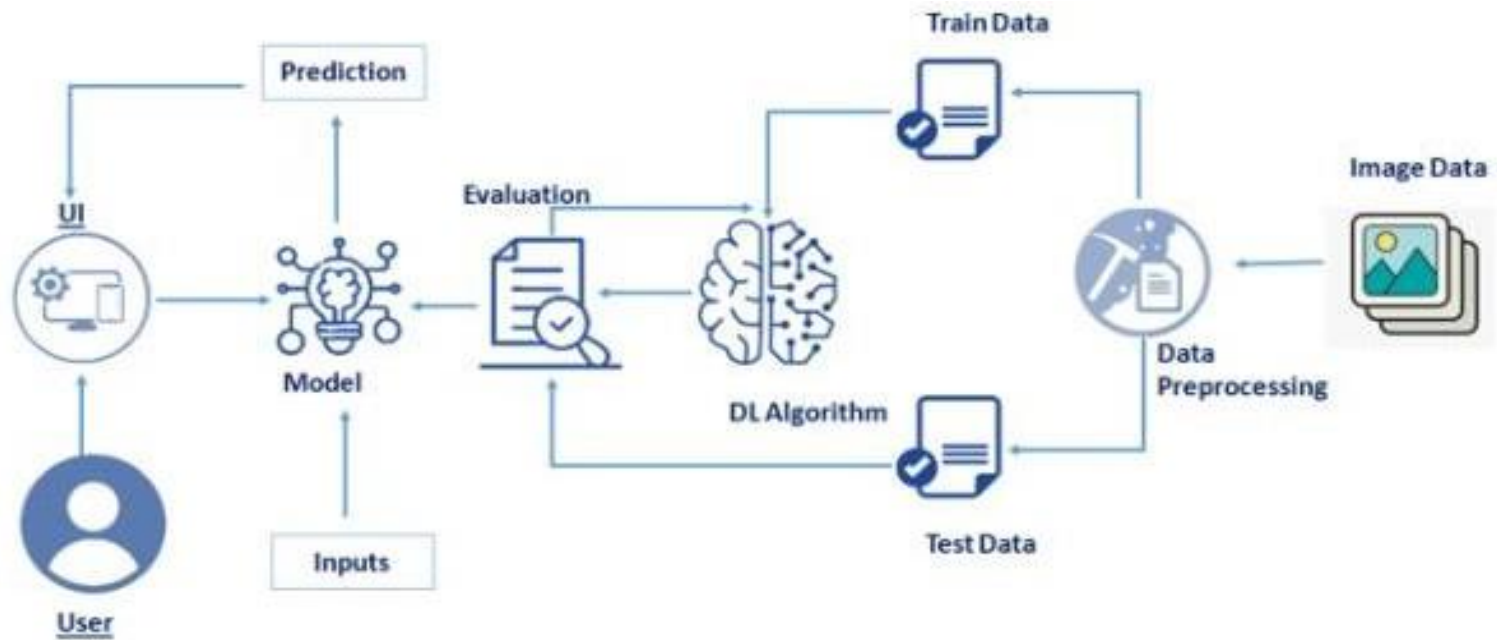 Train Data
Prediction
Image Data
Evaluation
UI
Data
Preprocessing
Model
DL Algorithm
Test Data
Inputs
User